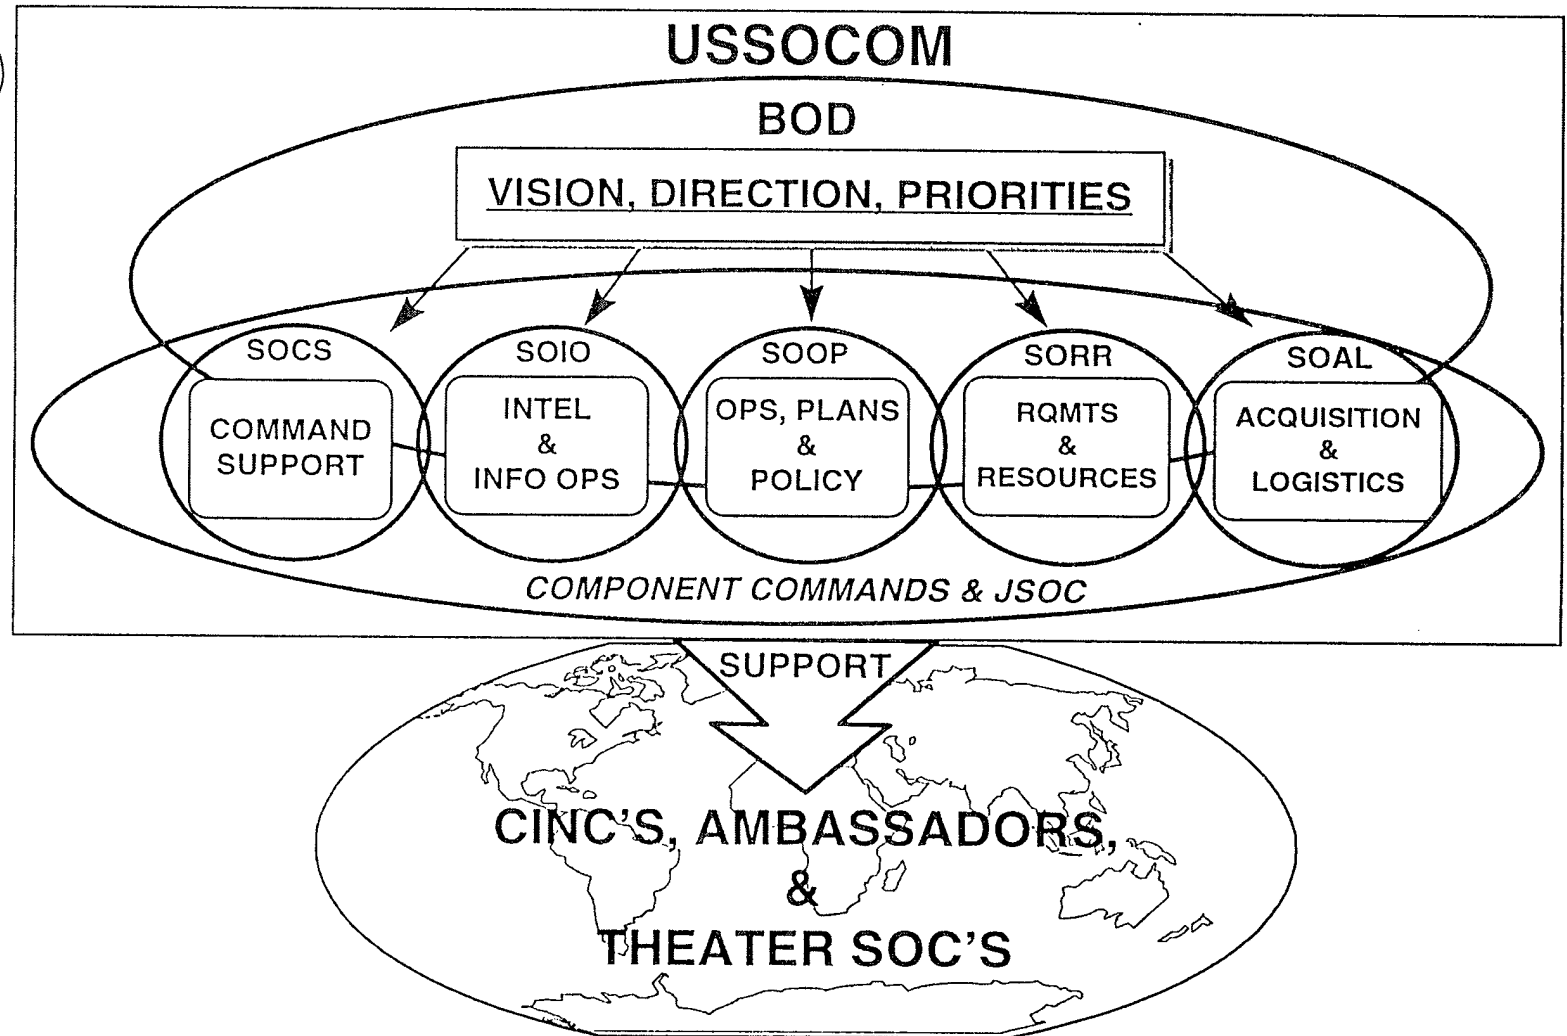 USSOCOM
BOD
VISION, DIRECTION, PRIORITIES
SOCS
COMMAND
SUPPORT
SOIO
INTEL
&
INFO OPS
SOOP
OPS, PLANS
&
POLICY
SORR
RQMTS
&
RESOURCES
SOAL
ACQUISITION
&
LOGISTICS
COMPONENT COMMANDS & JSOC
SUPPORT
CINC'S, AMBASSADORS,
&
THEATER SOC'S